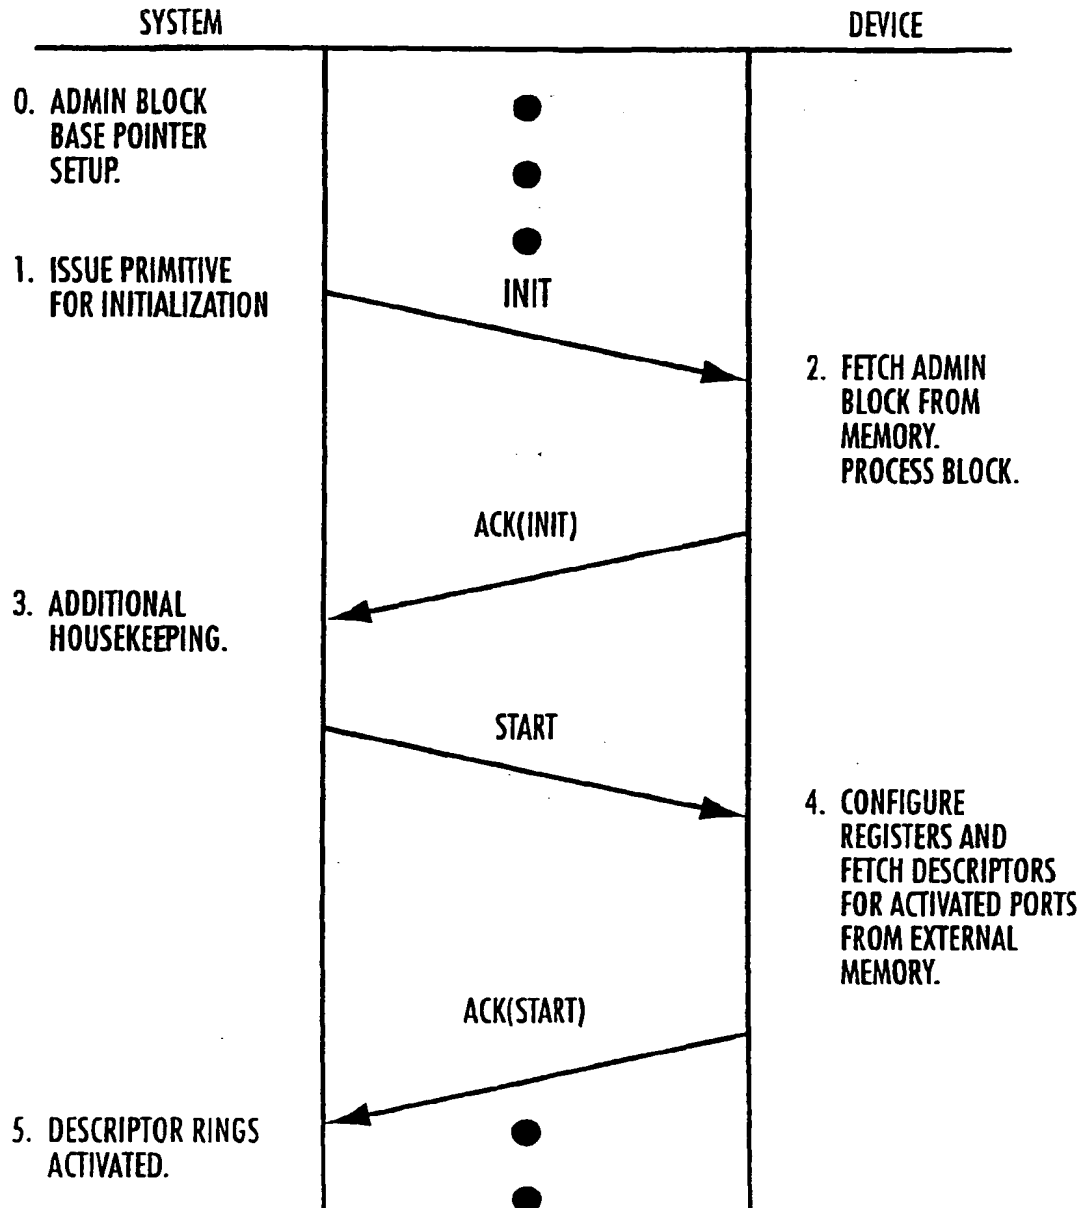 SYSTEM
DEVICE
0. ADMIN BLOCK
BASE POINTER
SETUP.
1. ISSUE PRIMITIVE
FOR INITIALIZATION
INIT
2. FETCH ADMIN
BLOCK FROM
MEMORY.
PROCESS BLOCK.
ACK(INIT)
3. ADDITIONAL
HOUSEKEEPING.
START
4. CONFIGURE
REGISTERS AND
FETCH DESCRIPTORS
FOR ACTIVATED PORTS
FROM EXTERNAL
MEMORY.
ACK(START)
5. DESCRIPTOR RINGS
ACTIVATED.